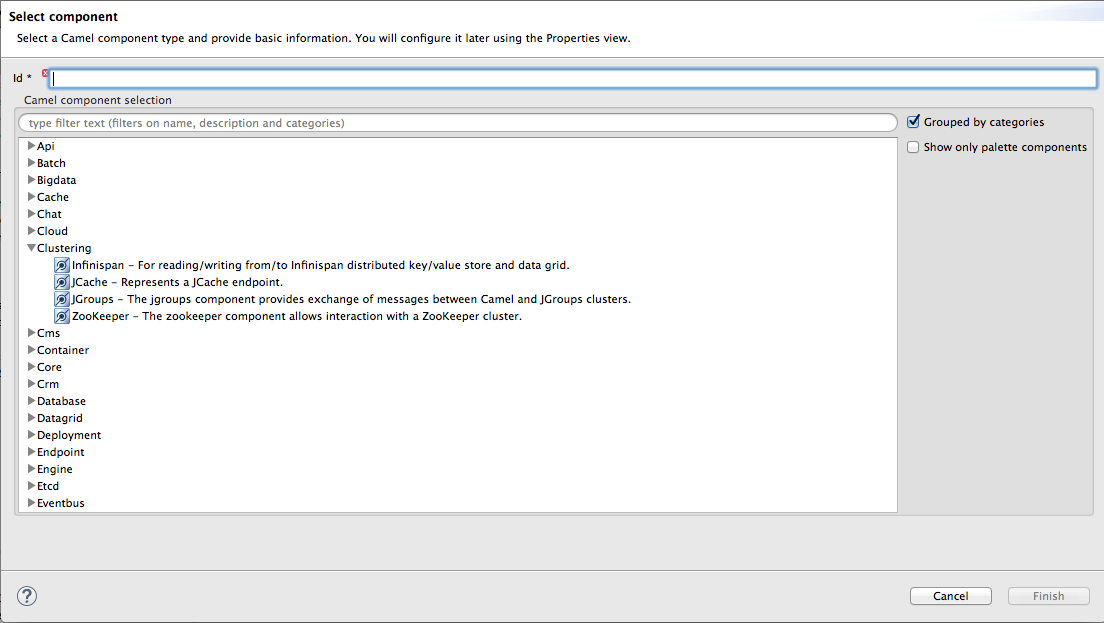 Select component
Select a Camel component type and provide basic information. You will configure it later using the Properties view.
Id *
Camel component selection
type filter text (filters on name, description and categories)
Grouped by categories
Show only palette components
Api
Batch
Bigdata
Cache
Chat
Cloud
Clustering
Infinispan – For reading/writing from/to Infinispan distributed key/value store and data grid.
JCache – Represents a JCache endpoint.
JGroups – The jgroups component provides exchange of messages between Camel and JGroups clusters.
ZooKeeper – The zookeeper component allows interaction with a ZooKeeper cluster.
Cms
Container
Core
Crm
Database
Datagrid
Deployment
Endpoint
Engine
Etcd
Eventbus
?
Cancel
Finish